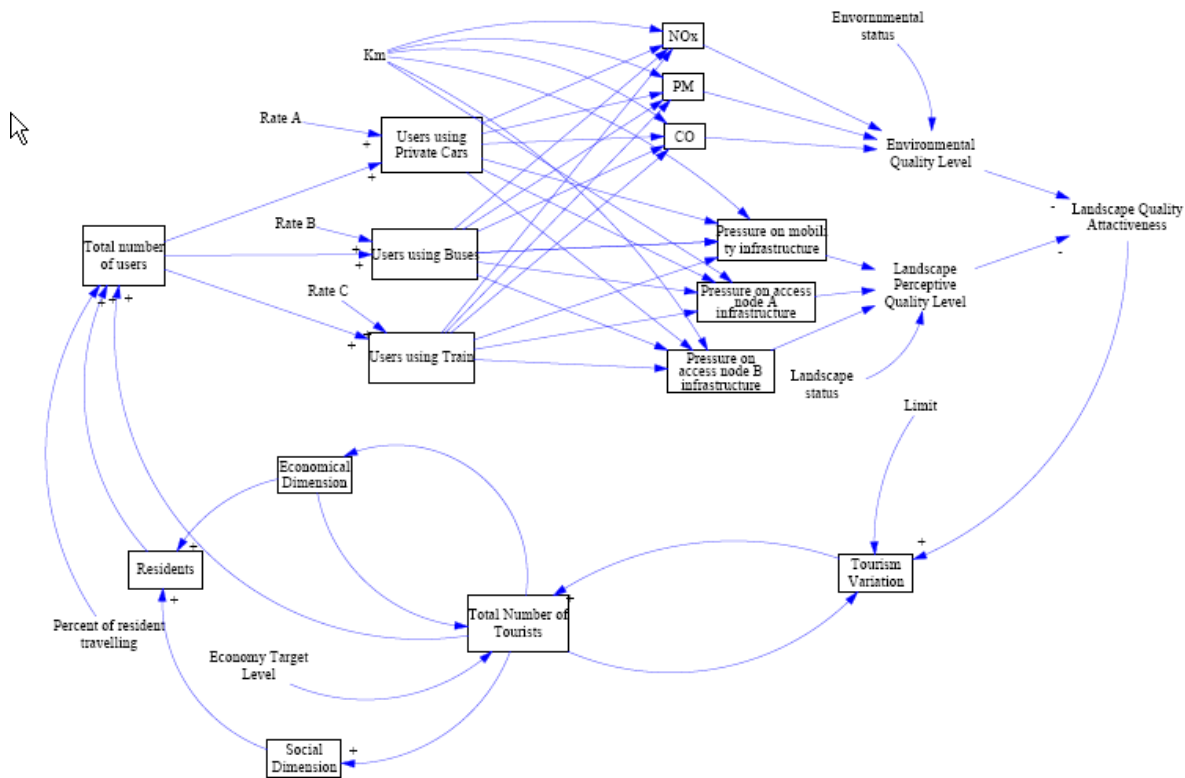 Envornnmental
status
NOx
Km
PM
Rate A
+
Users using
Private Cars
CO
Environmental
Quality Level
+
-
Landscape Quality
Attactiveness
Rate B
Total number
of users
+
Users using Buses
+
Pressure on mobili
ty infrastructure
-
Landscape
Perceptive
Quality Level
Rate C
+ + +
Pressure on access
node A
infrastructure
+
+
Users using Train
Pressure on
access node B
infrastructure
Landscape
status
Limit
Economical
Dimension
+
+
Residents
+
Tourism
Variation
+
Total Number of
Tourists
Percent of resident
travelling
Economy Target
Level
Social
Dimension
+